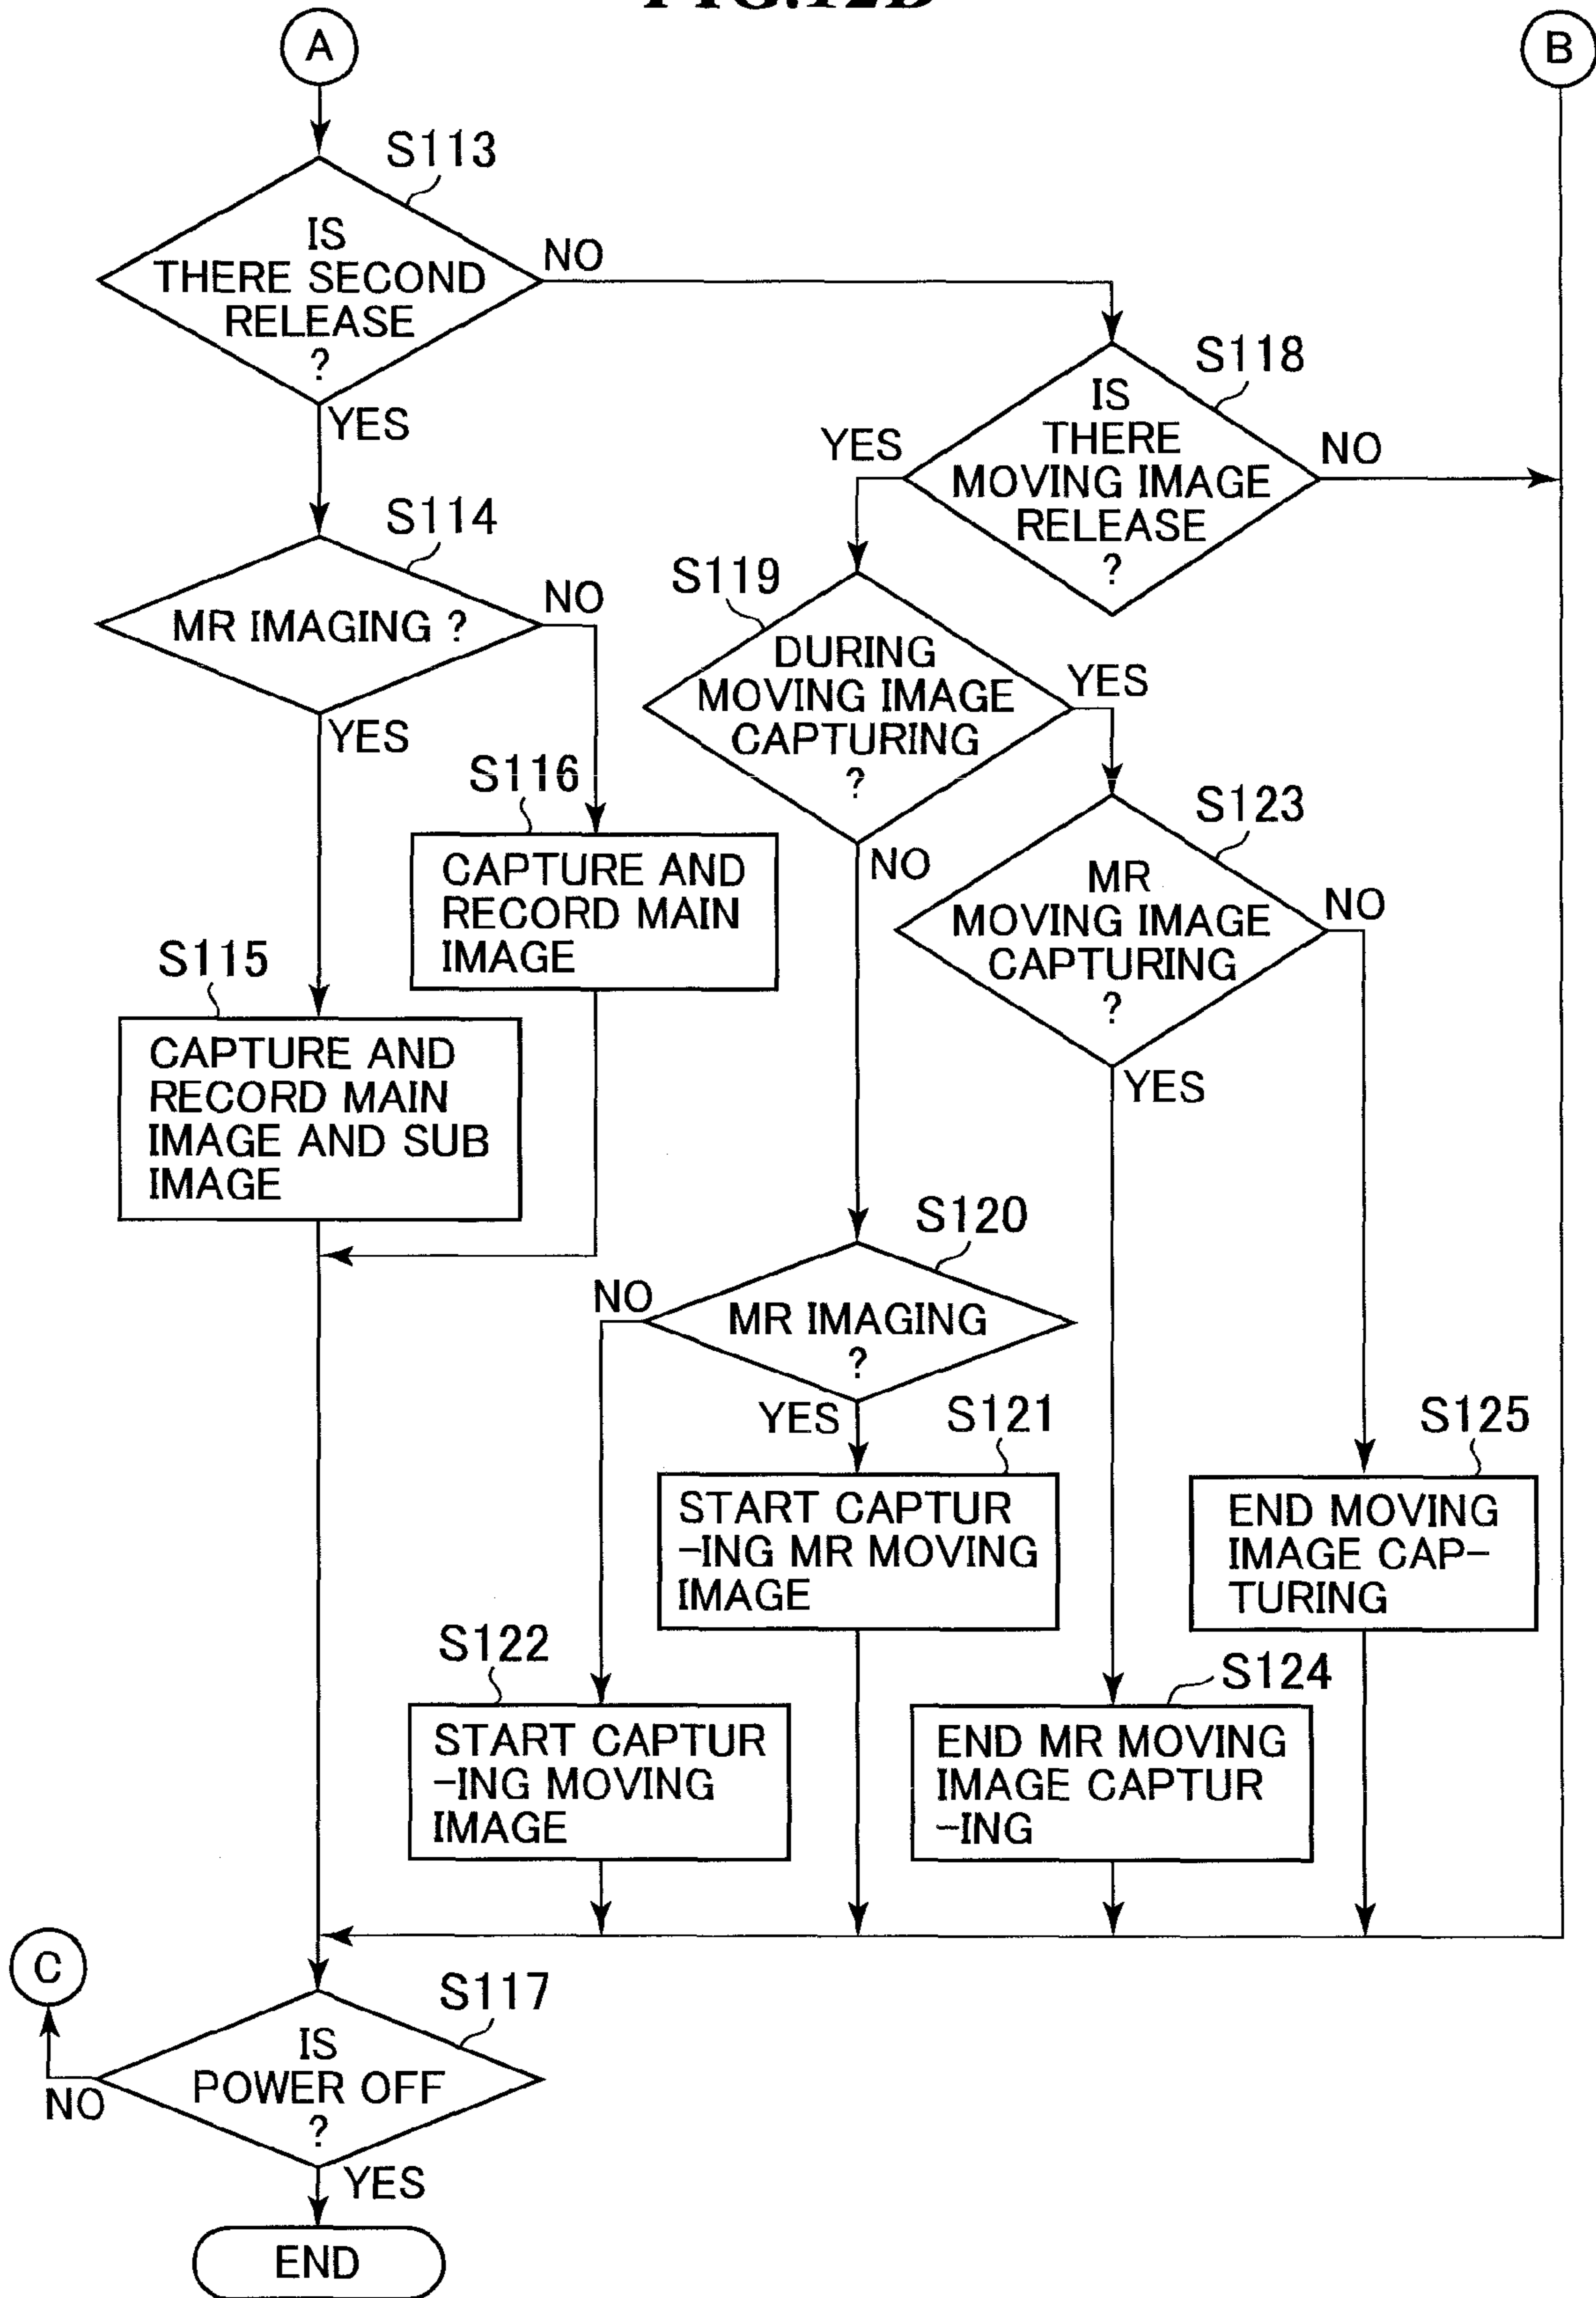 FIG.12B
A
B
S113
IS
THERE SECOND
RELEASE
?
NO
YES
S118
IS
THERE
MOVING IMAGE
RELEASE
?
YES
NO
S114
MR IMAGING ?
NO
YES
S119
DURING
MOVING IMAGE
CAPTURING
?
YES
NO
S116
CAPTURE AND
RECORD MAIN
IMAGE
S123
MR
MOVING IMAGE
CAPTURING
?
NO
YES
S115
CAPTURE AND
RECORD MAIN
IMAGE AND SUB
IMAGE
S120
MR IMAGING
?
NO
YES
S121
START CAPTUR
-ING MR MOVING
IMAGE
S125
END MOVING
IMAGE CAP-
TURING
S122
START CAPTUR
-ING MOVING
IMAGE
S124
END MR MOVING
IMAGE CAPTUR
-ING
C
S117
IS
POWER OFF
?
NO
YES
END